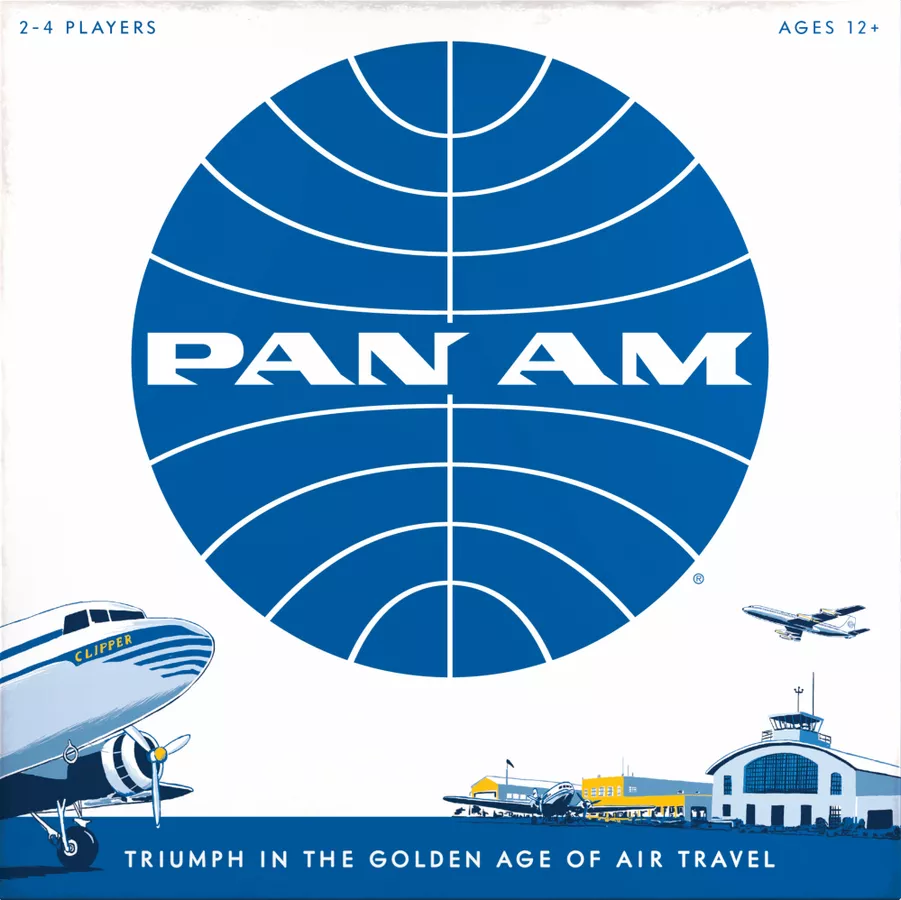 2-4 PLAYERS
AGES 12+
PAN AM
®
CLIPPER
TRIUMPH IN THE GOLDEN AGE OF AIR TRAVEL